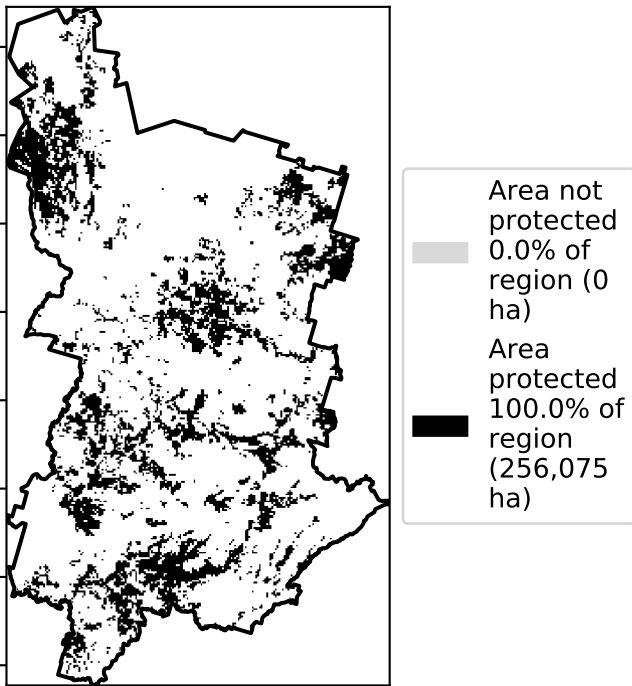 Area not
protected
0.0% of
region (0
ha)
Area
protected
100.0% of
region
(256,075
ha)